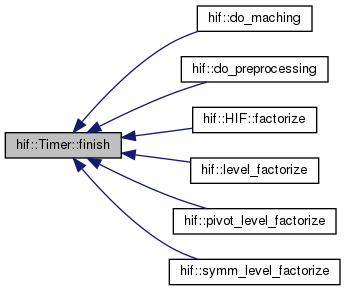 hif::do_maching
hif::do_preprocessing
hif::HIF::factorize
hif::Timer::finish
hif::level_factorize
hif::pivot_level_factorize
hif::symm_level_factorize